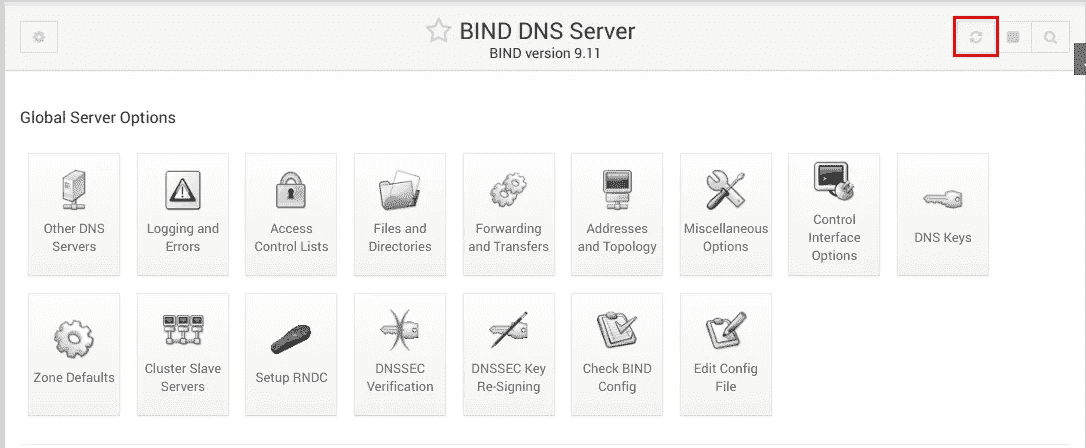 BIND DNS Server
BIND version 9.11
Global Server Options
Other DNS
Servers
Logging and
Errors
Access
Control Lists
Files and
Directories
Forwarding
and Transfers
Addresses
and Topology
Miscellaneous
Options
Control
Interface
Options
DNS Keys
Zone Defaults
Cluster Slave
Servers
Setup RNDC
DNSSEC
Verification
DNSSEC Key
Re-Signing
Check BIND
Config
Edit Config
File